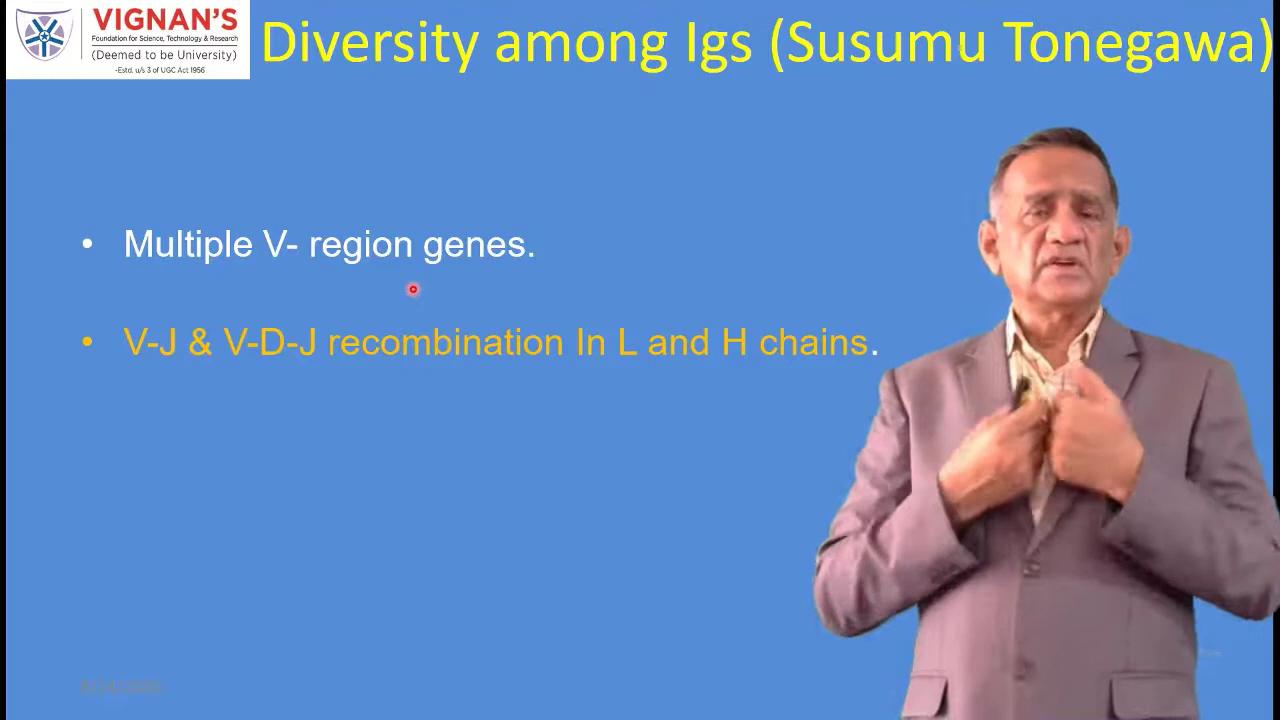 VIGNAN'S
Foundation for Science, Technology & Research
(Deemed to be University)
-Estd. u/s 3 of UGC Act 1956
Diversity among Igs (Susumu Tonegawa)
• Multiple V- region genes.
• V-J & V-D-J recombination In L and H chains.